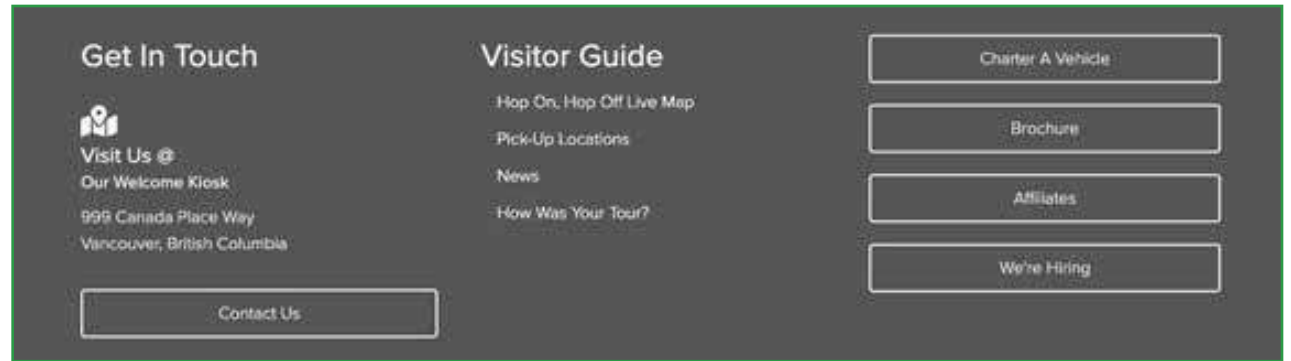 Get In Touch
Visit Us @
Our Welcome Kiosk
999 Canada Place Way
Vancouver, British Columbia
Contact Us
Visitor Guide
Hop On, Hop Off Live Map
Pick-Up Locations
News
How Was Your Tour?
Charter A Vehicle
Brochure
Affiliates
We're Hiring